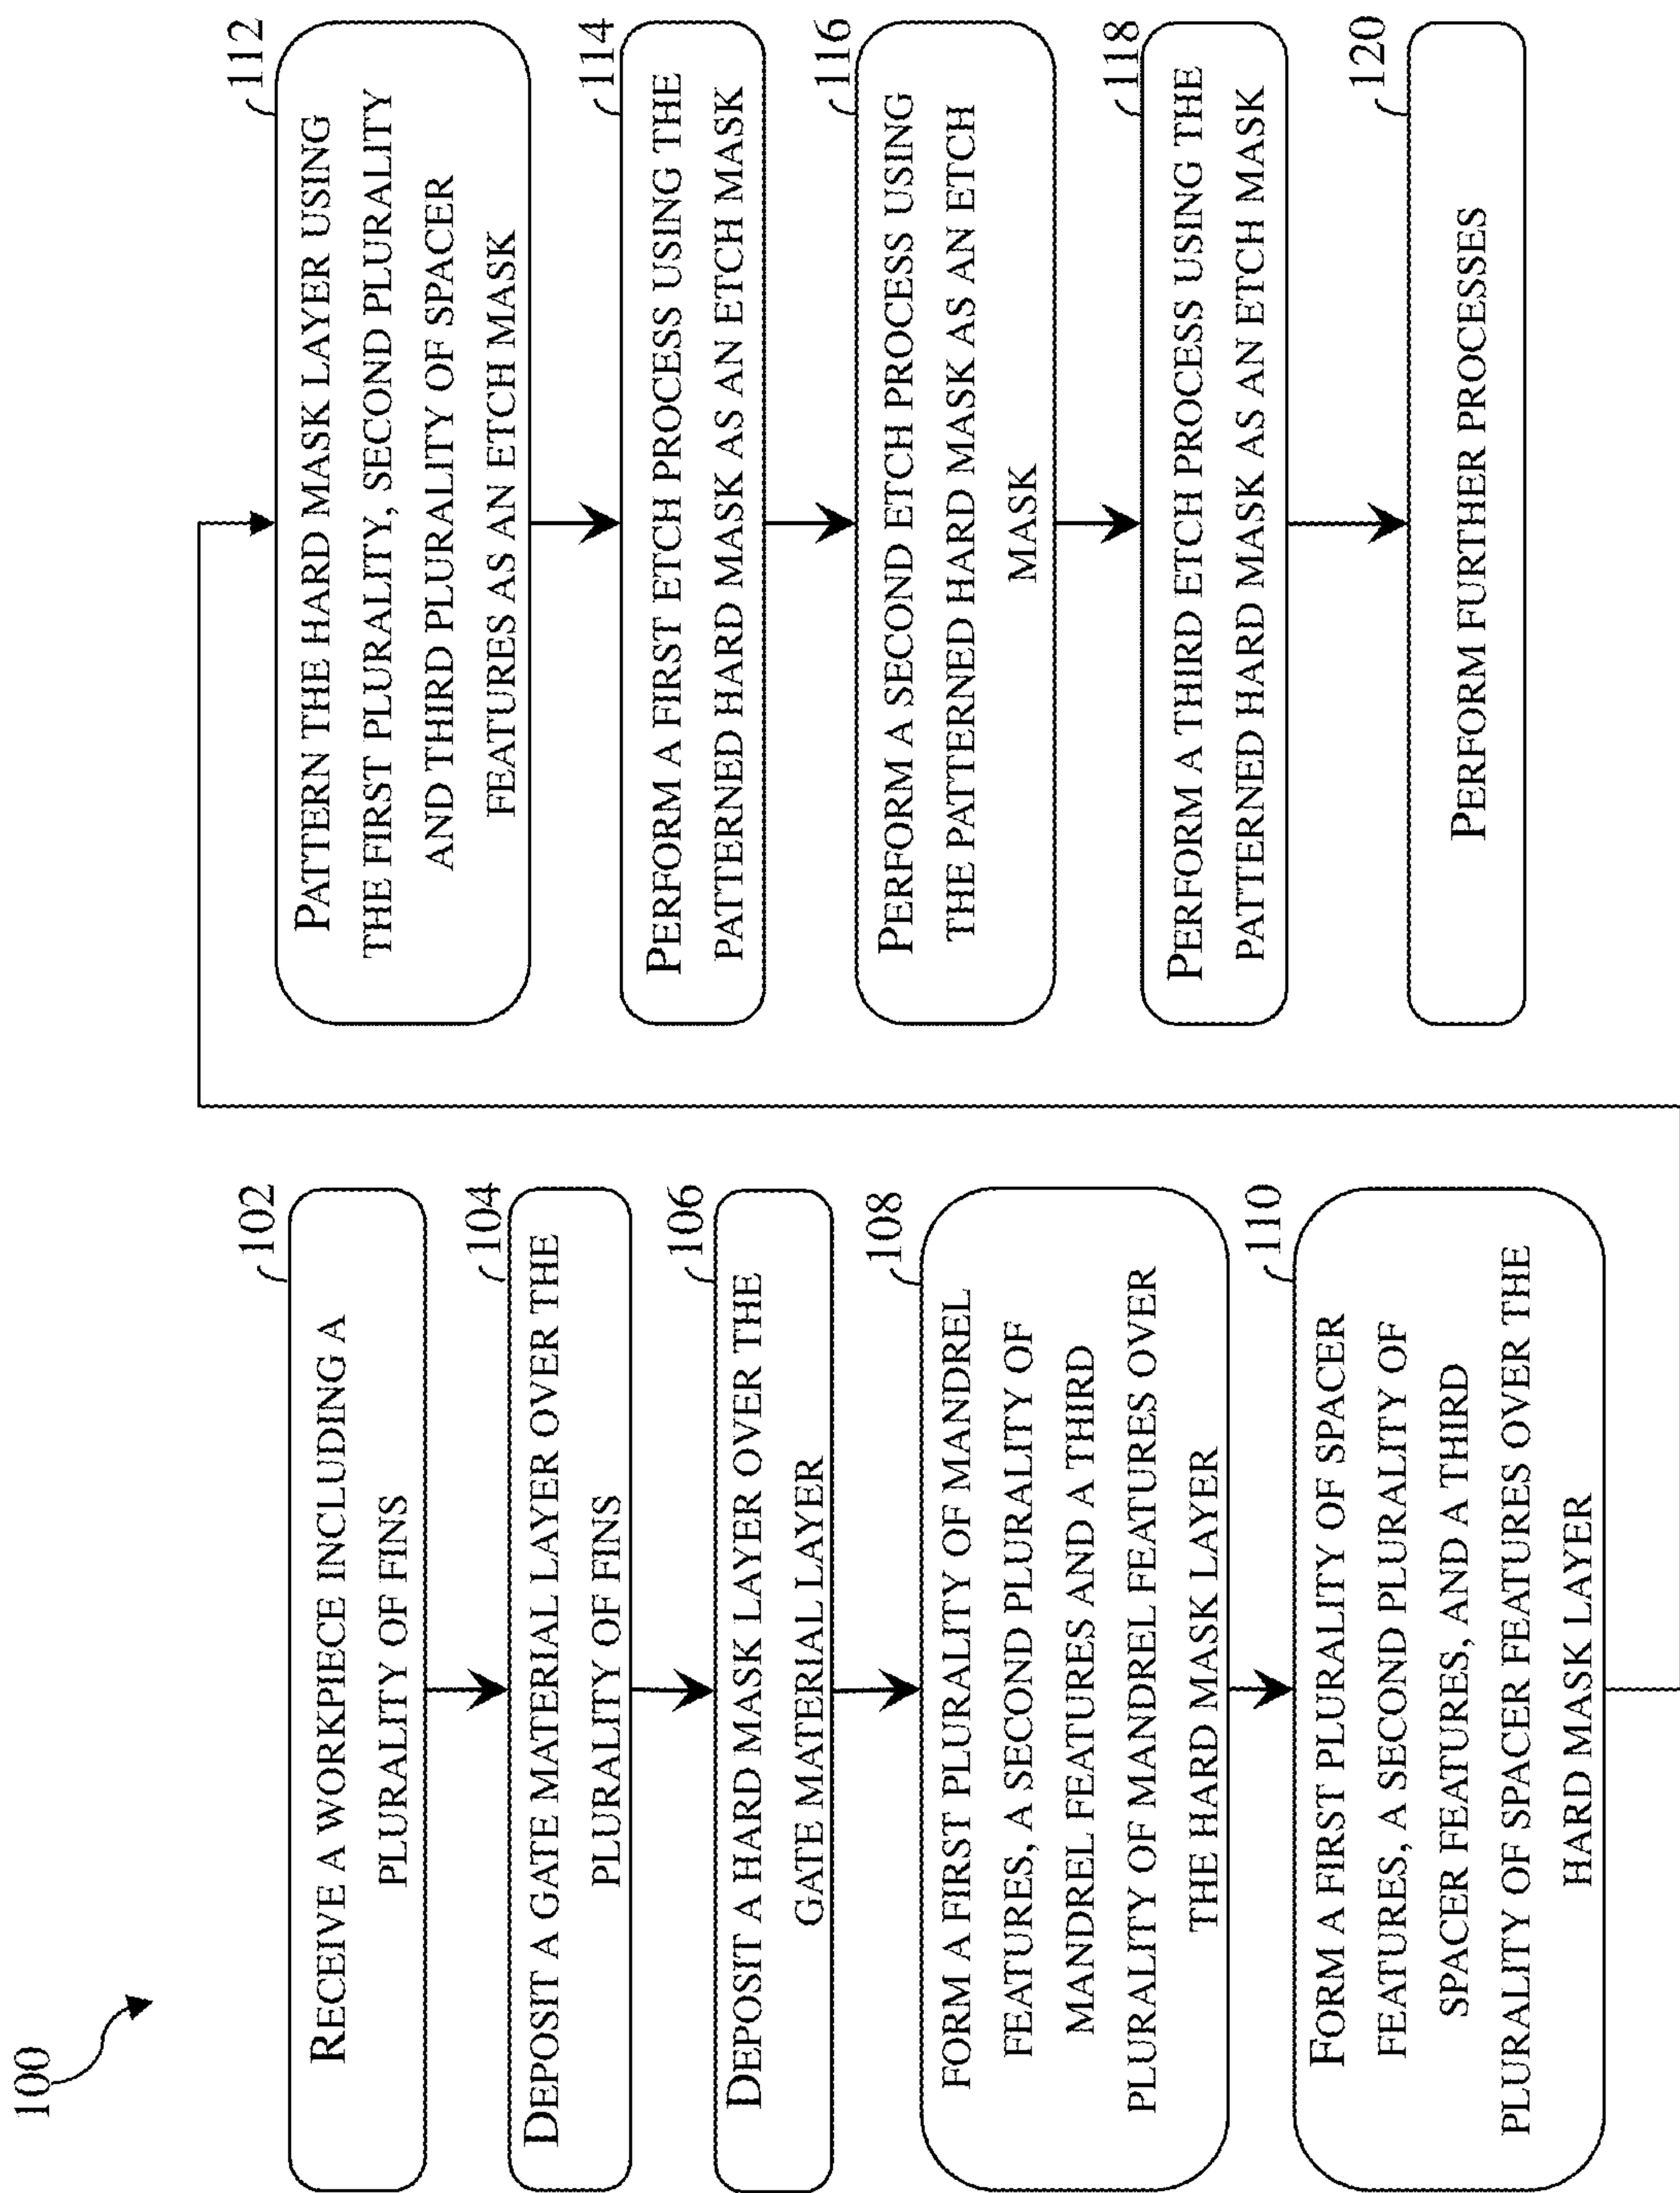 100
102
RECEIVE A WORKPIECE INCLUDING A
PLURALITY OF FINS
104
DEPOSIT A GATE MATERIAL LAYER OVER THE
PLURALITY OF FINS
106
DEPOSIT A HARD MASK LAYER OVER THE
GATE MATERIAL LAYER
108
FORM A FIRST PLURALITY OF MANDREL
FEATURES, A SECOND PLURALITY OF
MANDREL FEATURES AND A THIRD
PLURALITY OF MANDREL FEATURES OVER
THE HARD MASK LAYER
110
FORM A FIRST PLURALITY OF SPACER
FEATURES, A SECOND PLURALITY OF
SPACER FEATURES, AND A THIRD
PLURALITY OF SPACER FEATURES OVER THE
HARD MASK LAYER
112
PATTERN THE HARD MASK LAYER USING
THE FIRST PLURALITY, SECOND PLURALITY
AND THIRD PLURALITY OF SPACER
FEATURES AS AN ETCH MASK
114
PERFORM A FIRST ETCH PROCESS USING THE
PATTERNED HARD MASK AS AN ETCH MASK
116
PERFORM A SECOND ETCH PROCESS USING
THE PATTERNED HARD MASK AS AN ETCH
MASK
118
PERFORM A THIRD ETCH PROCESS USING THE
PATTERNED HARD MASK AS AN ETCH MASK
120
PERFORM FURTHER PROCESSES